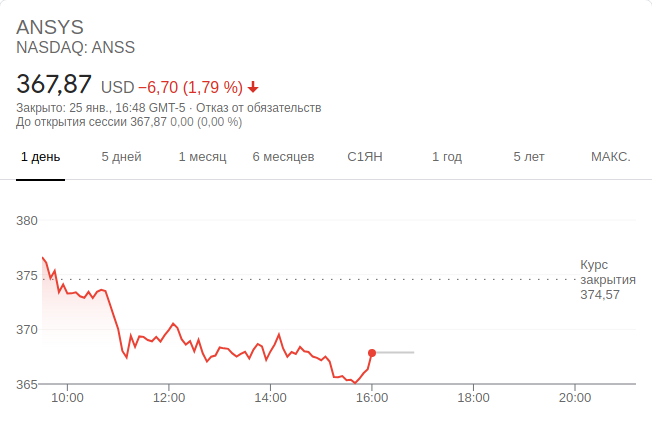 ANSYS
NASDAQ: ANSS
367,87 USD −6,70 (1,79 %)
Закрыто: 25 янв., 16:48 GMT-5 · Отказ от обязательств
До открытия сессии 367,87 0,00 (0,00 %)
1 день 5 дней 1 месяц 6 месяцев С1ЯН 1 год 5 лет МАКС.
380
375
370
365
Курс
закрытия
374,57
10:00 12:00 14:00 16:00 18:00 20:00